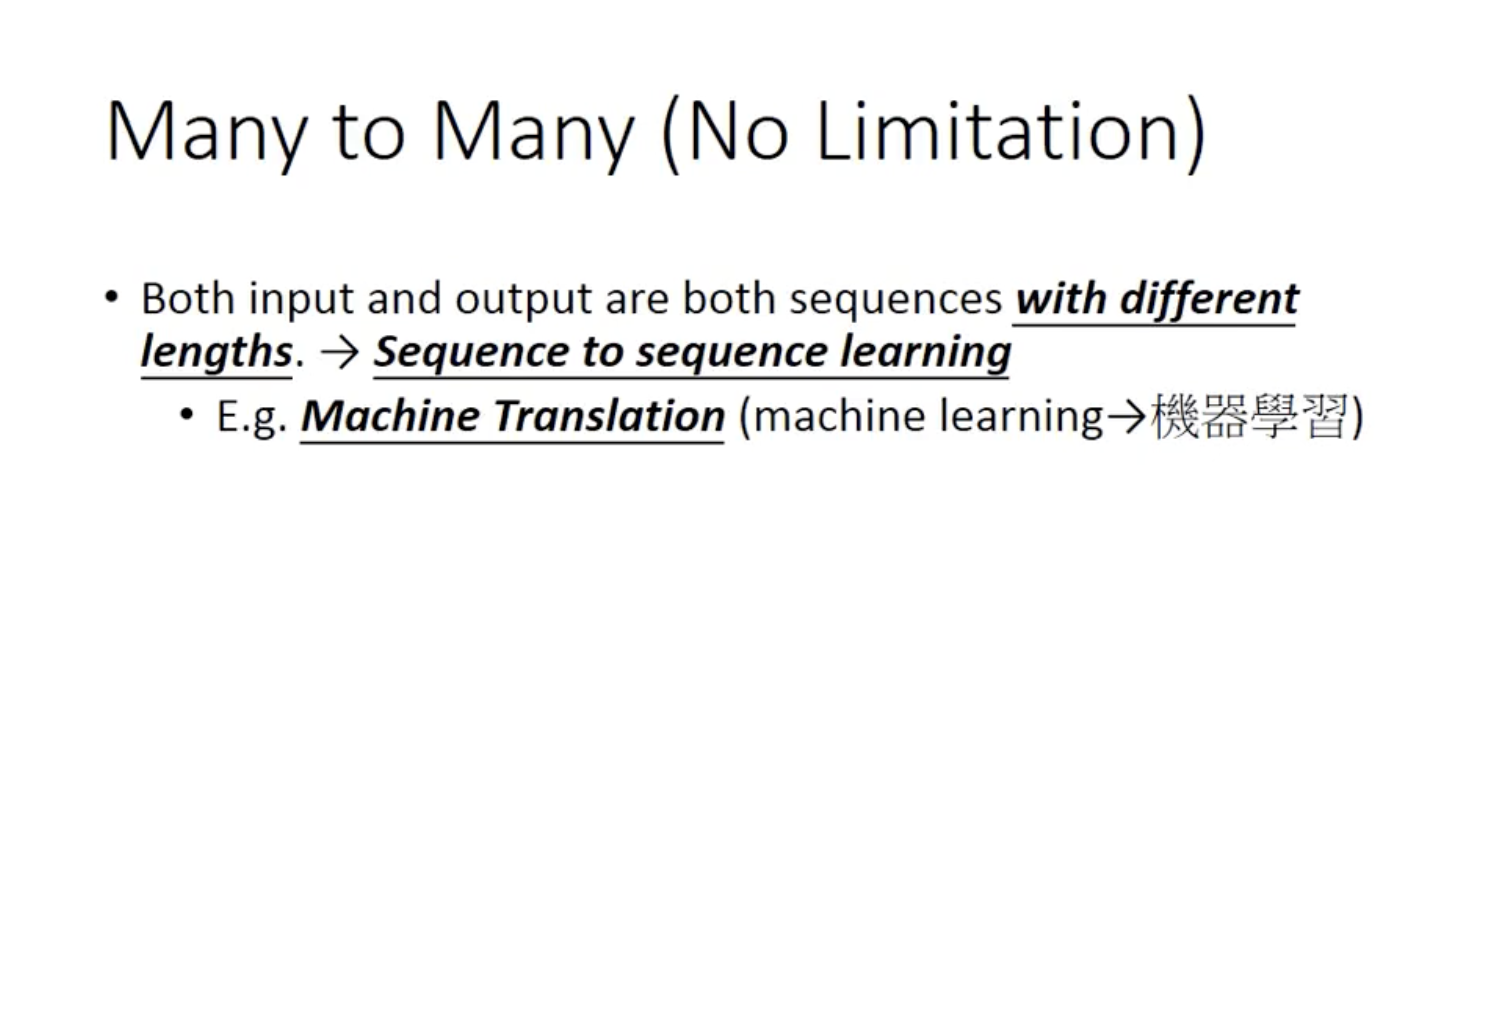 Many to Many (No Limitation)
• Both input and output are both sequences with different
lengths. → Sequence to sequence learning
• E.g. Machine Translation (machine learning→機器學習)